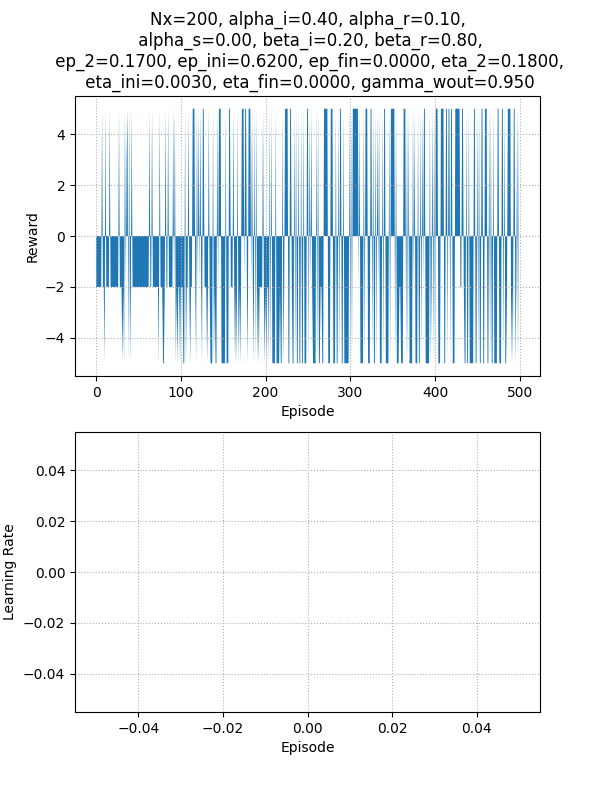 Nx=200, alpha_i=0.40, alpha_r=0.10,
alpha_s=0.00, beta_i=0.20, beta_r=0.80,
ep_2=0.1700, ep_ini=0.6200, ep_fin=0.0000, eta_2=0.1800,
eta_ini=0.0030, eta_fin=0.0000, gamma_wout=0.950
4
2
0
−2
−4
Reward
0
100
200
300
400
500
Episode
0.04
0.02
0.00
−0.02
−0.04
Learning Rate
−0.04
−0.02
0.00
0.02
0.04
Episode